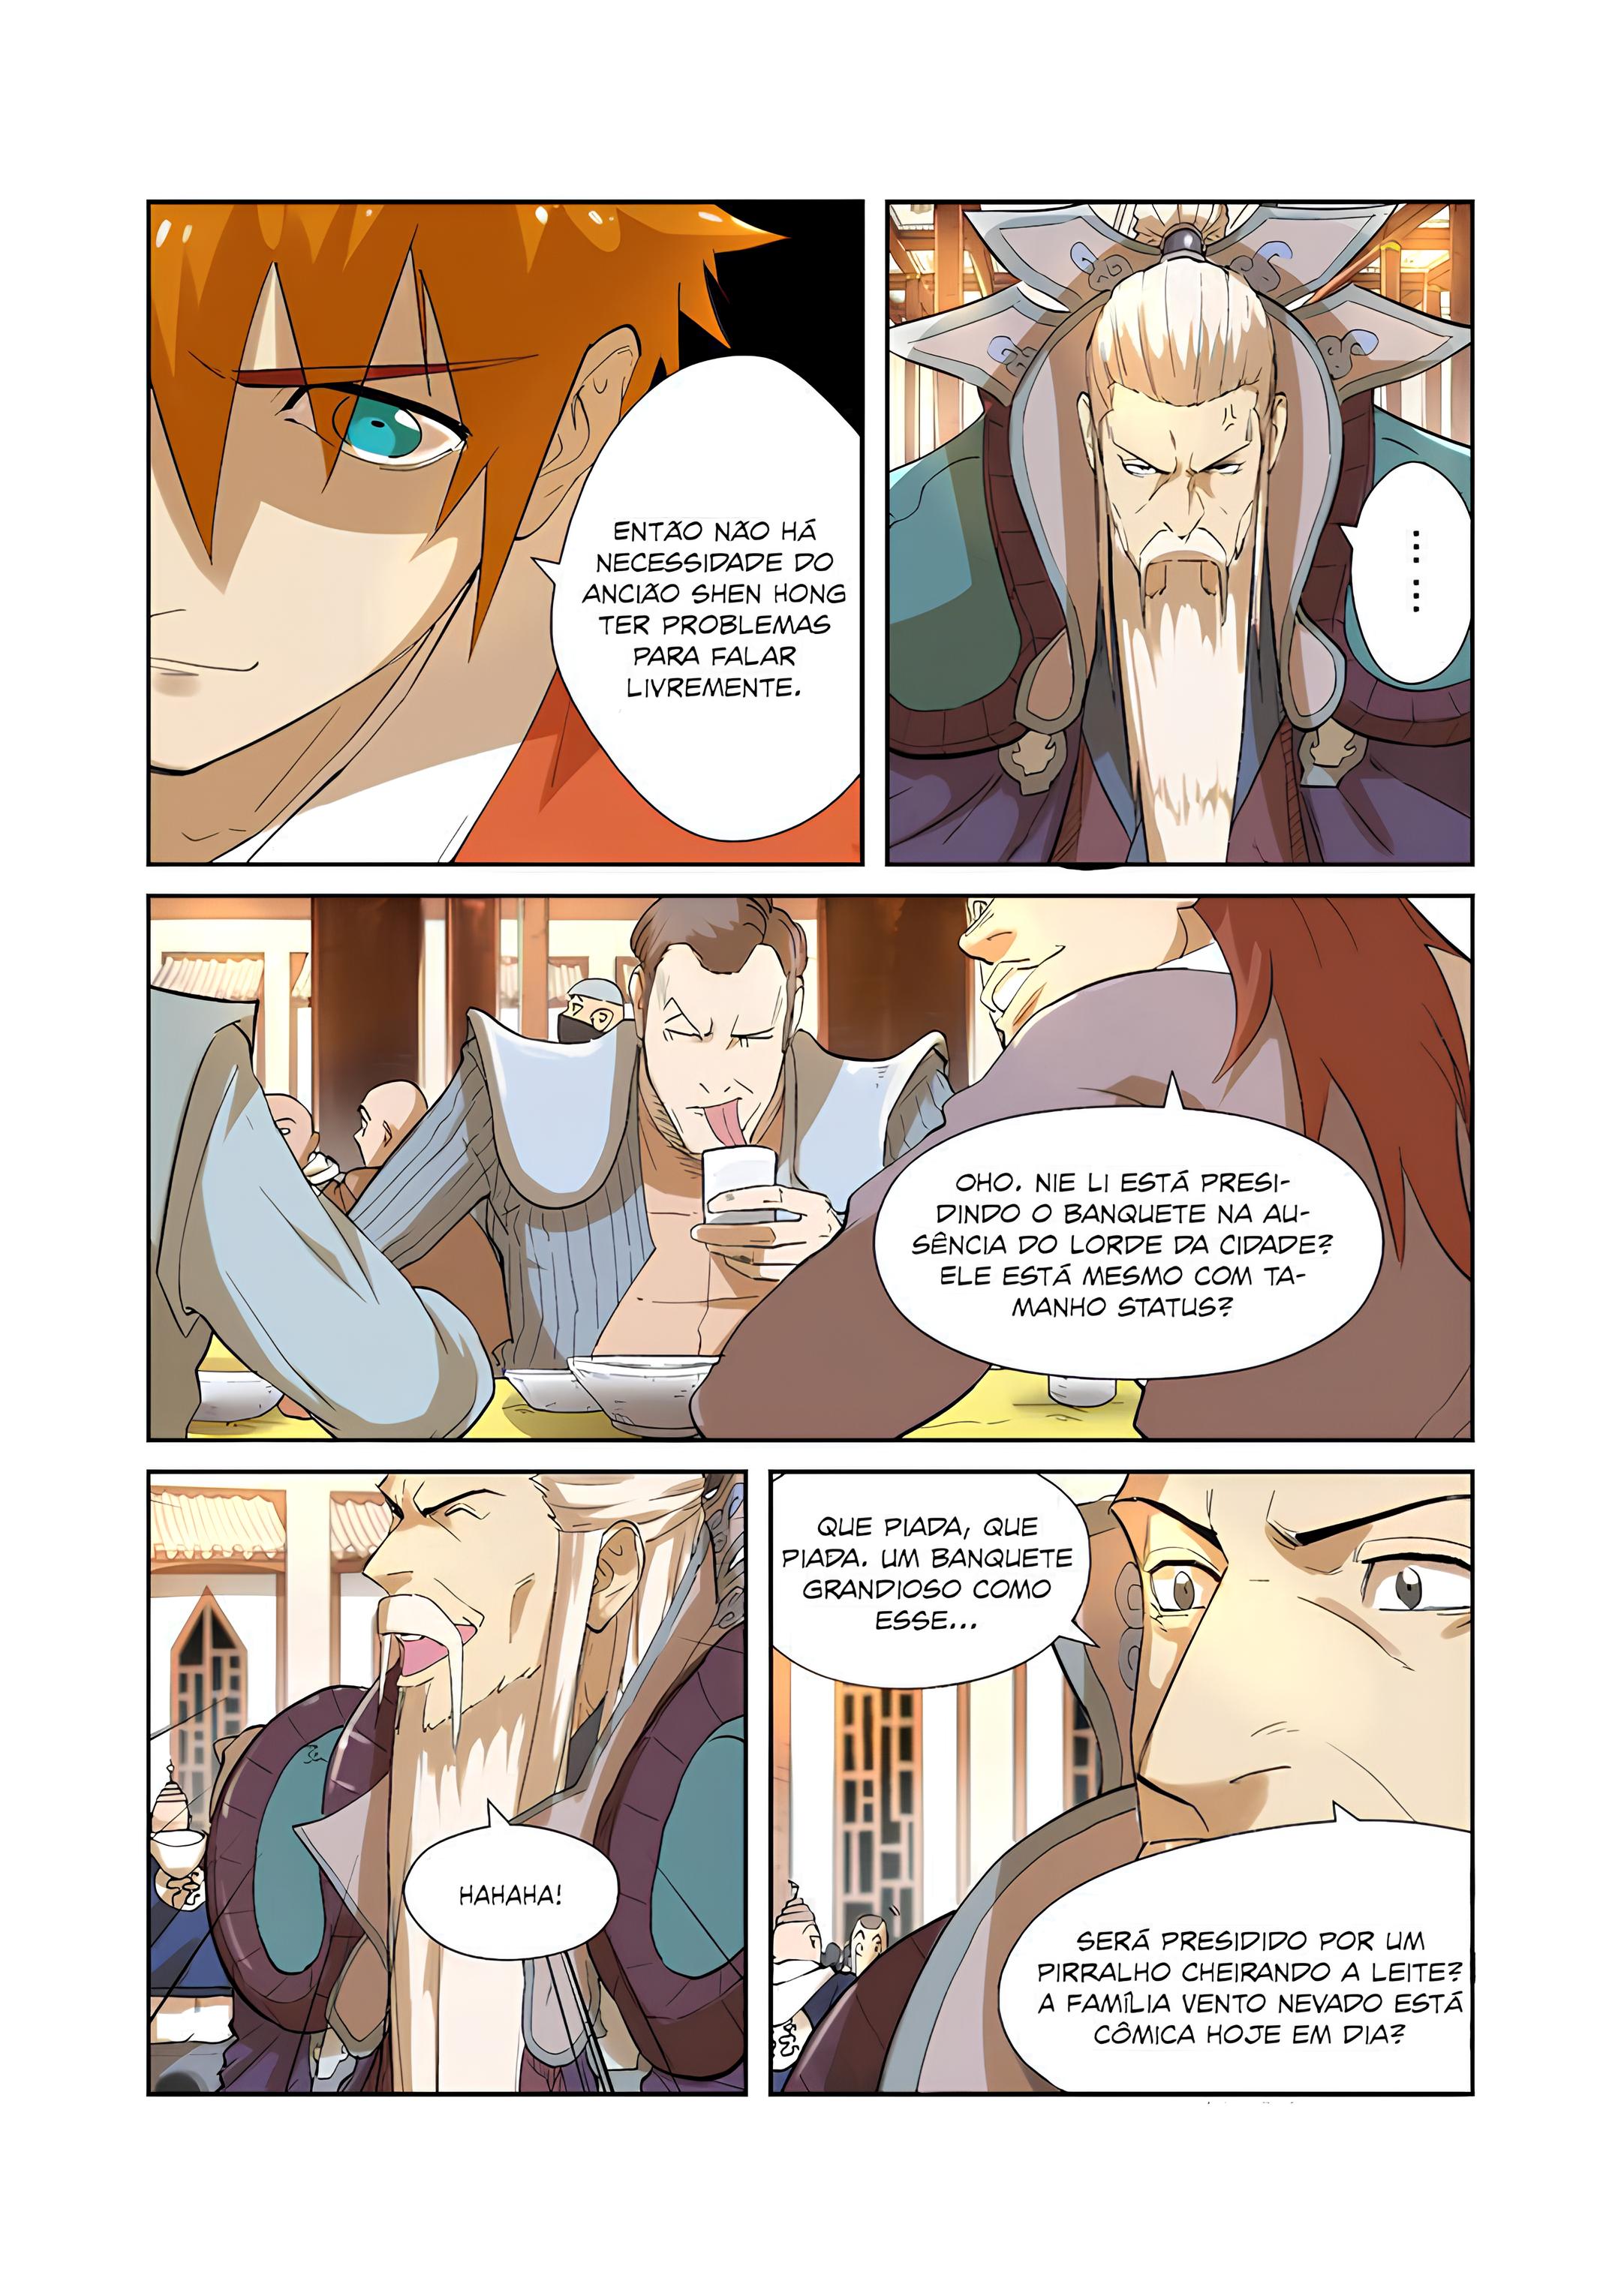 ENTÃO NÃO HÁ
NECESSIDADE DO
ANCIÃO SHEN HONG
TER PROBLEMAS
PARA FALAR
LIVREMENTE.
... ...
OHO. NIE LI ESTÁ PRESI-
DINDO O BANQUETE NA AU-
SÊNCIA DO LORDE DA CIDADE?
ELE ESTÁ MESMO COM TA-
MANHO STATUS?
HAHAHA!
QUE PIADA, QUE
PIADA. UM BANQUETE
GRANDIOSO COMO
ESSE...
SERÁ PRESIDIDO POR UM
PIRRALHO CHEIRANDO A LEITE?
A FAMÍLIA VENTO NEVADO ESTÁ
CÔMICA HOJE EM DIA?